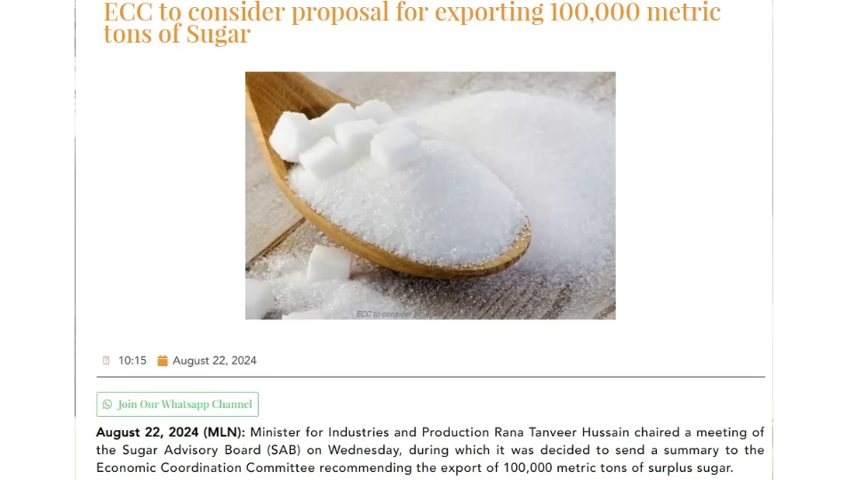 ECC to consider proposal for exporting 100,000 metric
tons of Sugar
ECC to consider
10:15 August 22, 2024
Join Our Whatsapp Channel
August 22, 2024 (MLN): Minister for Industries and Production Rana Tanveer Hussain chaired a meeting of
the Sugar Advisory Board (SAB) on Wednesday, during which it was decided to send a summary to the
Economic Coordination Committee recommending the export of 100,000 metric tons of surplus sugar.